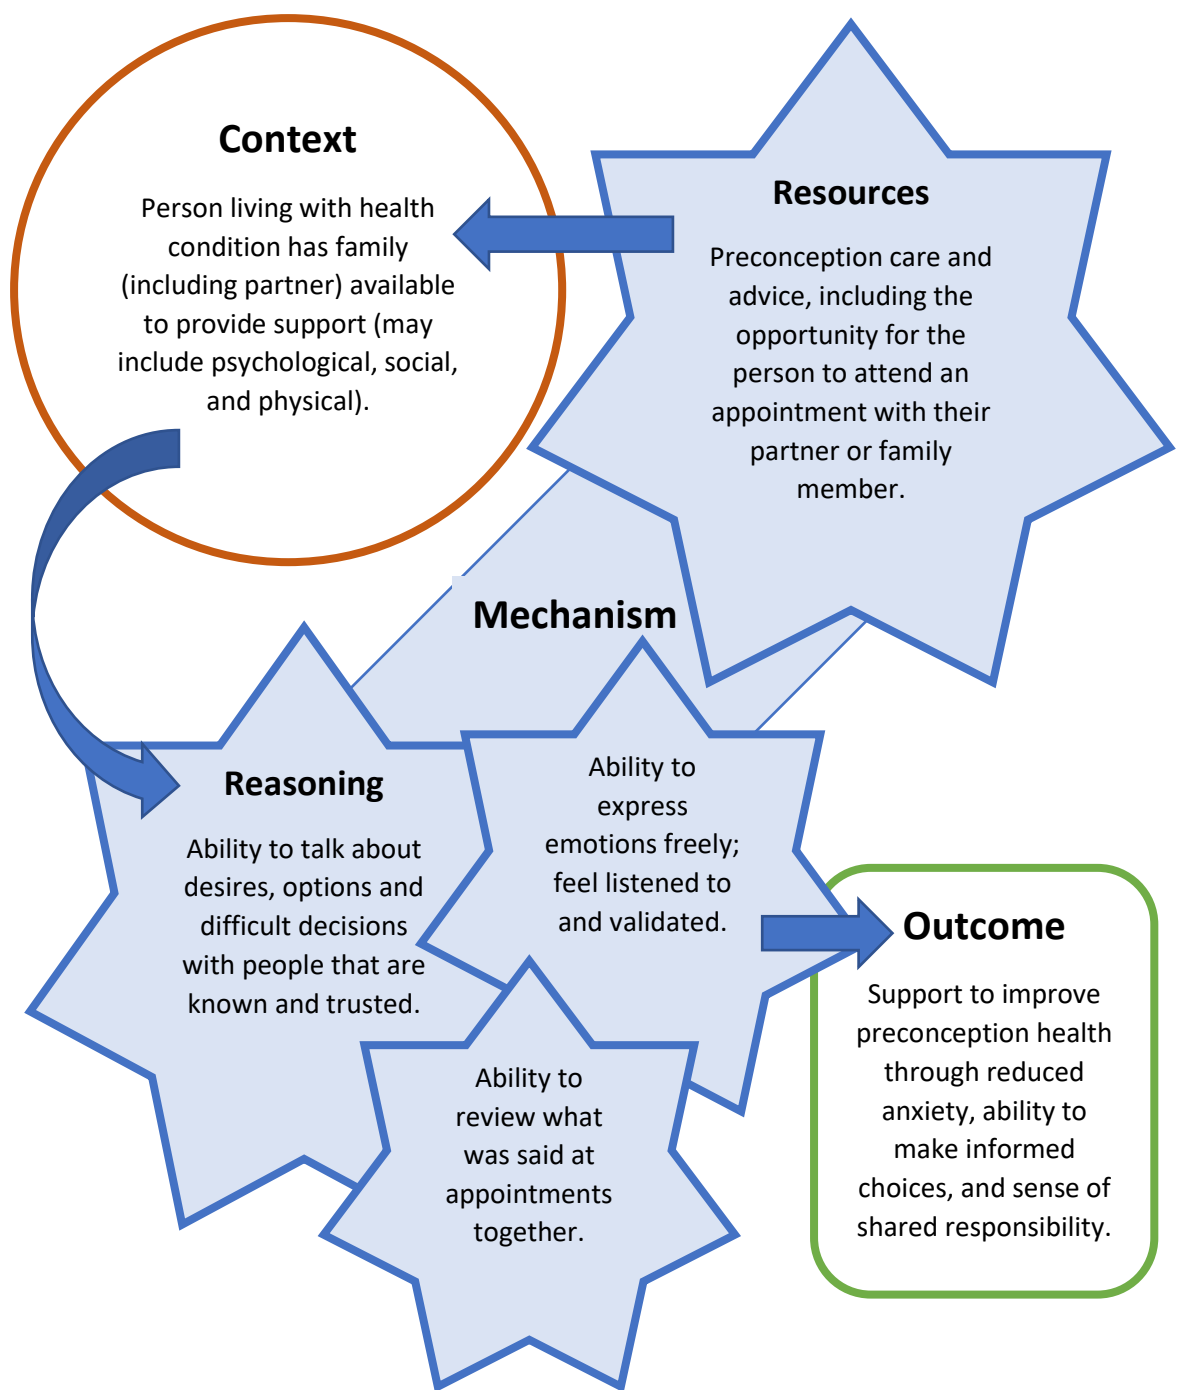 Context
Person living with health
condition has family
(including partner) available
to provide support (may
include psychological, social,
and physical).
Resources
Preconception care and
advice, including the
opportunity for the
person to attend an
appointment with their
partner or family
member.
Mechanism
Reasoning
Ability to talk about
desires, options and
difficult decisions
with people that are
known and trusted.
Ability to
express
emotions freely;
feel listened to
and validated.
Ability to
review what
was said at
appointments
together.
Outcome
Support to improve
preconception health
through reduced
anxiety, ability to
make informed
choices, and sense of
shared responsibility.